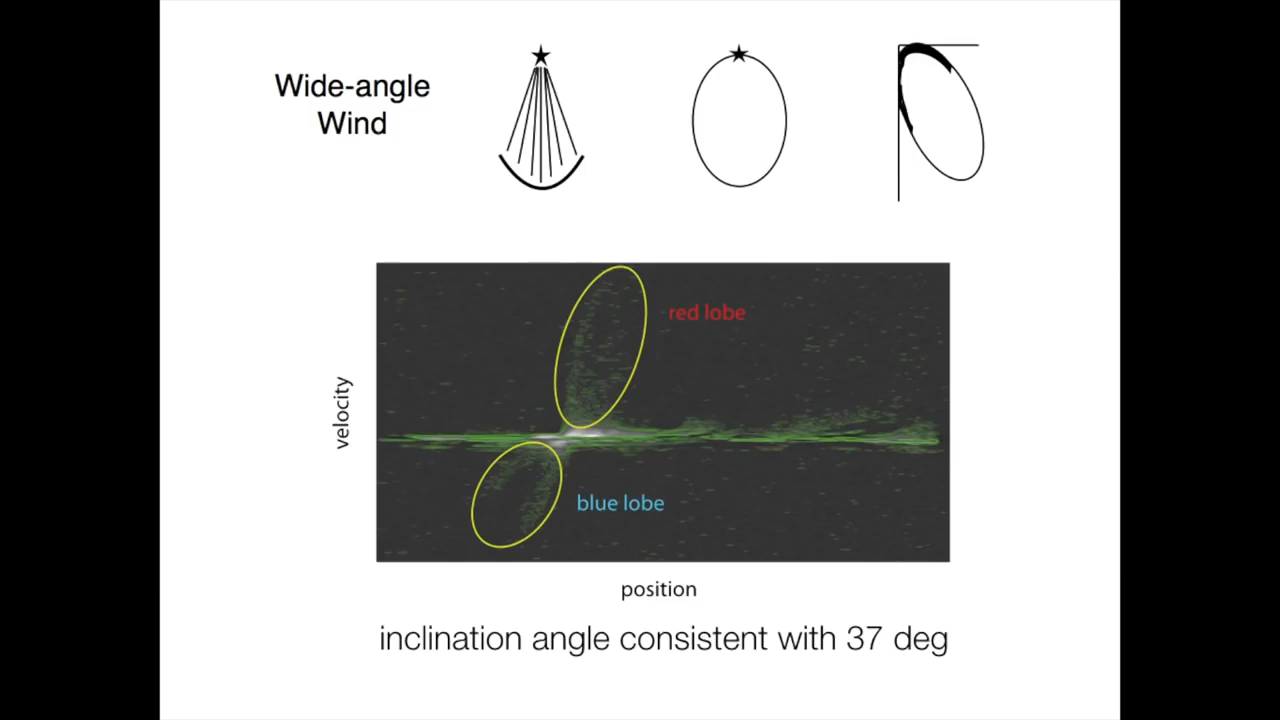 Wide-angle
Wind
red lobe
velocity
blue lobe
position
inclination angle consistent with 37 deg